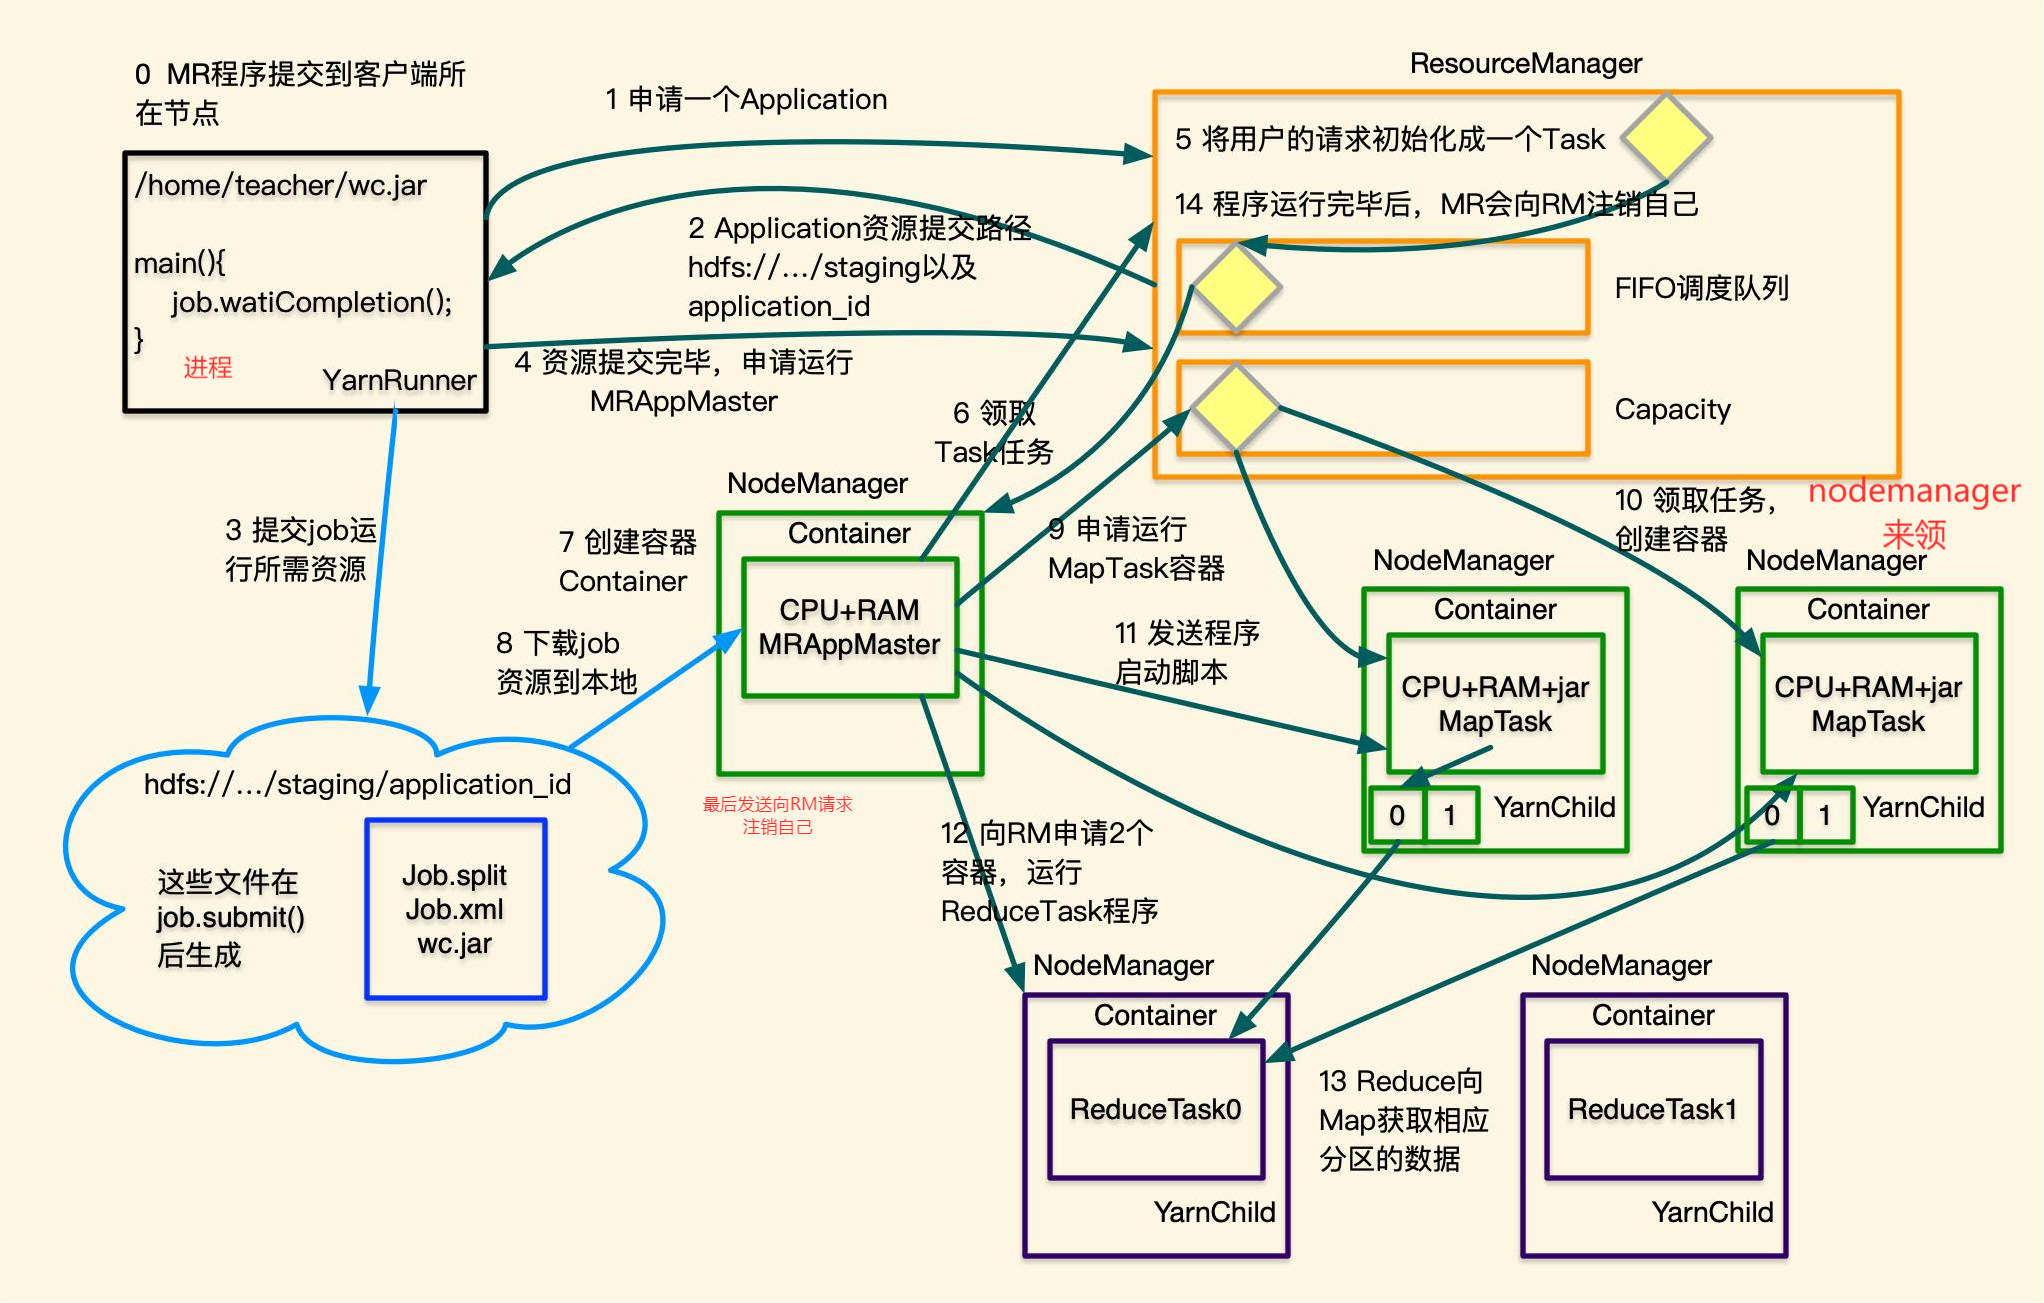 0 MR程序提交到客户端所
在节点
/home/teacher/wc.jar
main(){
job.watiCompletion();
}
进程
YarnRunner
1 申请一个Application
2 Application资源提交路径
hdfs://.../staging以及
application_id
4 资源提交完毕，申请运行
MRAppMaster
ResourceManager
5 将用户的请求初始化成一个Task
14 程序运行完毕后，MR会向RM注销自己
FIFO调度队列
Capacity
6 领取
Task任务
3 提交job运
行所需资源
7 创建容器
Container
8 下载job
资源到本地
NodeManager
Container
CPU+RAM
MRAppMaster
最后发送向RM请求
注销自己
9 申请运行
MapTask容器
10 领取任务，
创建容器
nodemanager
来领
11 发送程序
启动脚本
NodeManager
Container
CPU+RAM+jar
MapTask
0
1
YarnChild
NodeManager
Container
CPU+RAM+jar
MapTask
0
1
YarnChild
hdfs://.../staging/application_id
这些文件在
job.submit()
后生成
Job.split
Job.xml
wc.jar
12 向RM申请2个
容器，运行
ReduceTask程序
NodeManager
Container
ReduceTask0
YarnChild
13 Reduce向
Map获取相应
分区的数据
NodeManager
Container
ReduceTask1
YarnChild